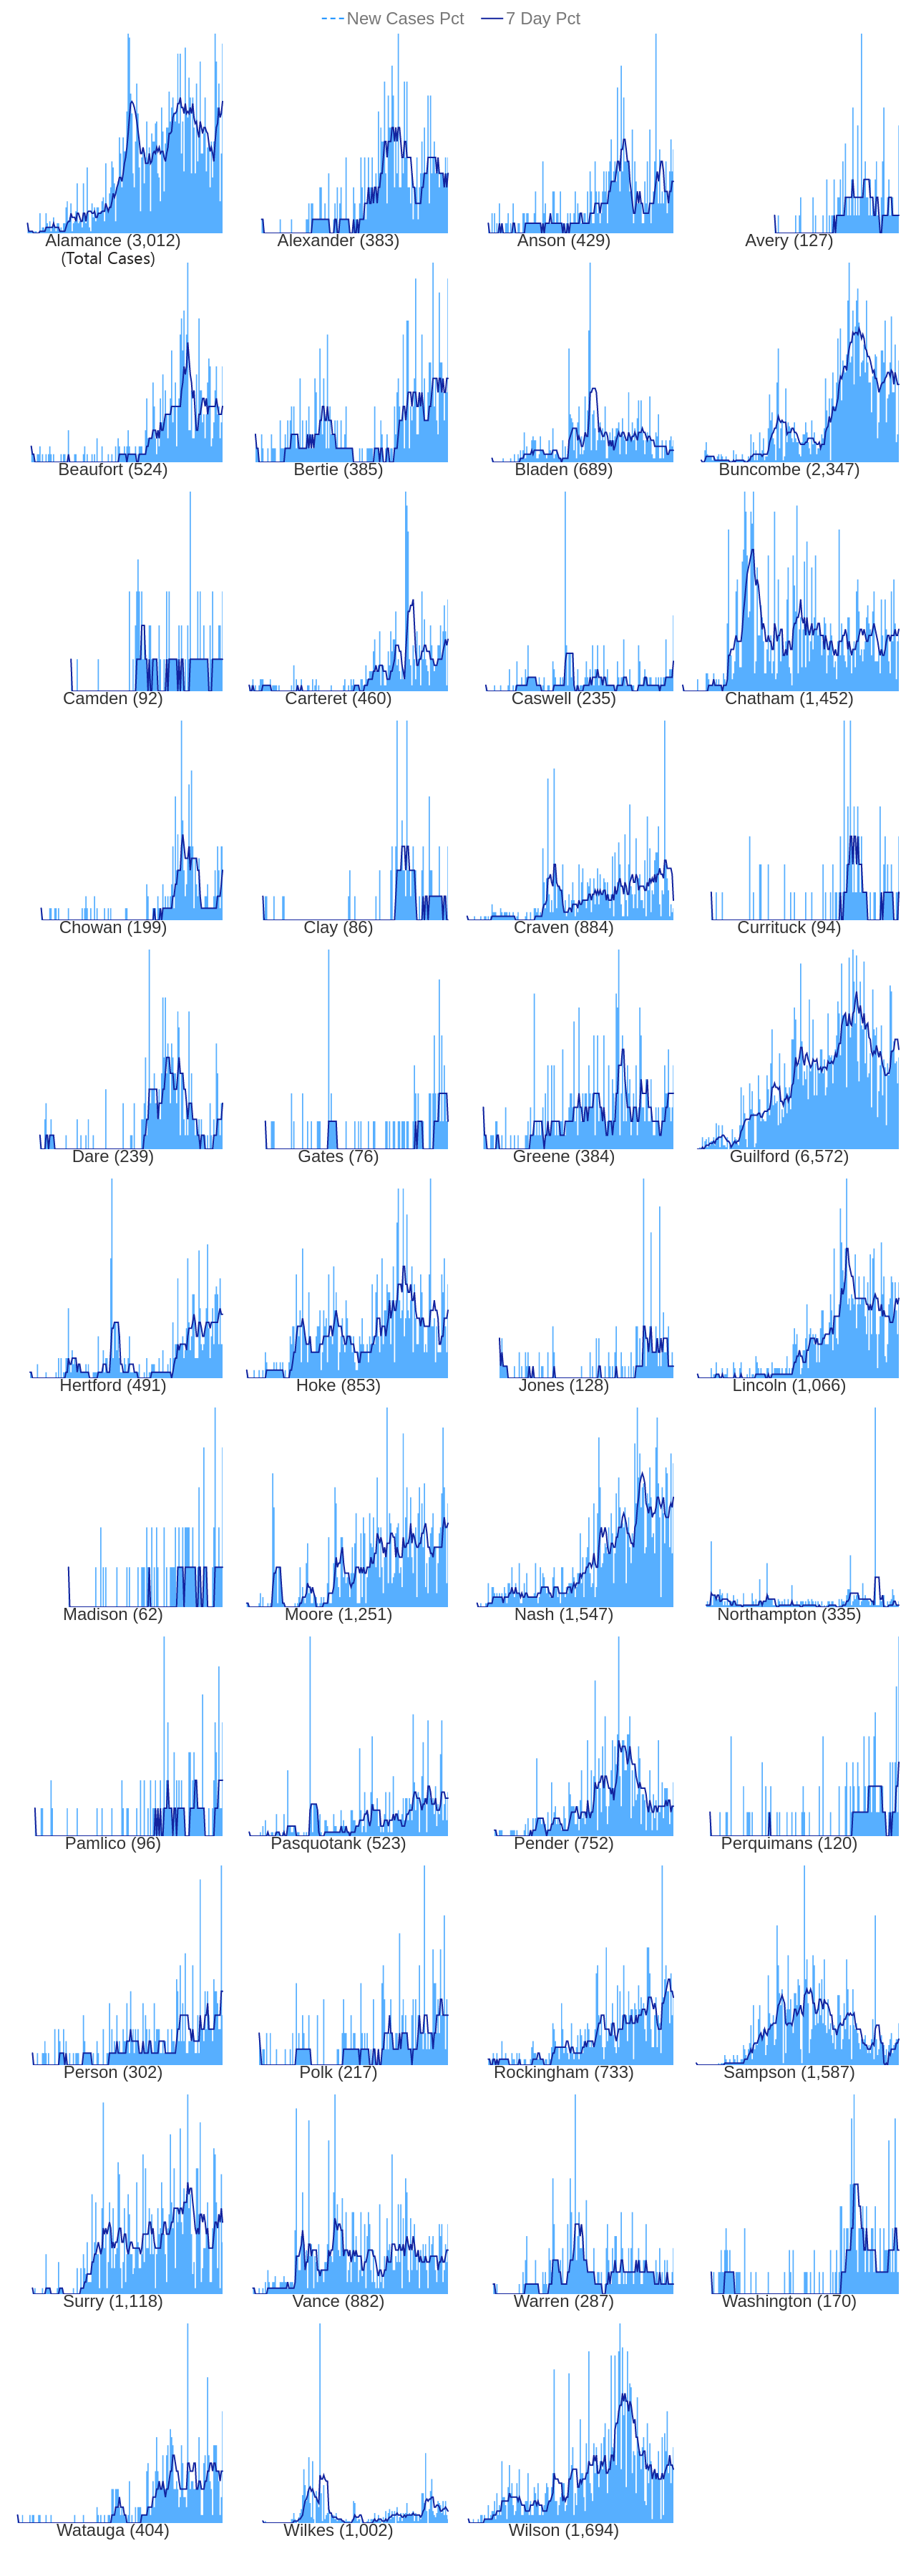 New Cases Pct 7 Day Pct
Alamance (3,012) Alexander (383) Anson (429) Avery (127)
(Total Cases)
Beaufort (524) Bertie (385) Bladen (689) Buncombe (2,347)
Camden (92) Carteret (460) Caswell (235) Chatham (1,452)
Chowan (199) Clay (86) Craven (884) Currituck (94)
Dare (239) Gates (76) Greene (384) Guilford (6,572)
Hertford (491) Hoke (853) Jones (128) Lincoln (1,066)
Madison (62) Moore (1,251) Nash (1,547) Northampton (335)
Pamlico (96) Pasquotank (523) Pender (752) Perquimans (120)
Person (302) Polk (217) Rockingham (733) Sampson (1,587)
Surry (1,118) Vance (882) Warren (287) Washington (170)
Watauga (404) Wilkes (1,002) Wilson (1,694)